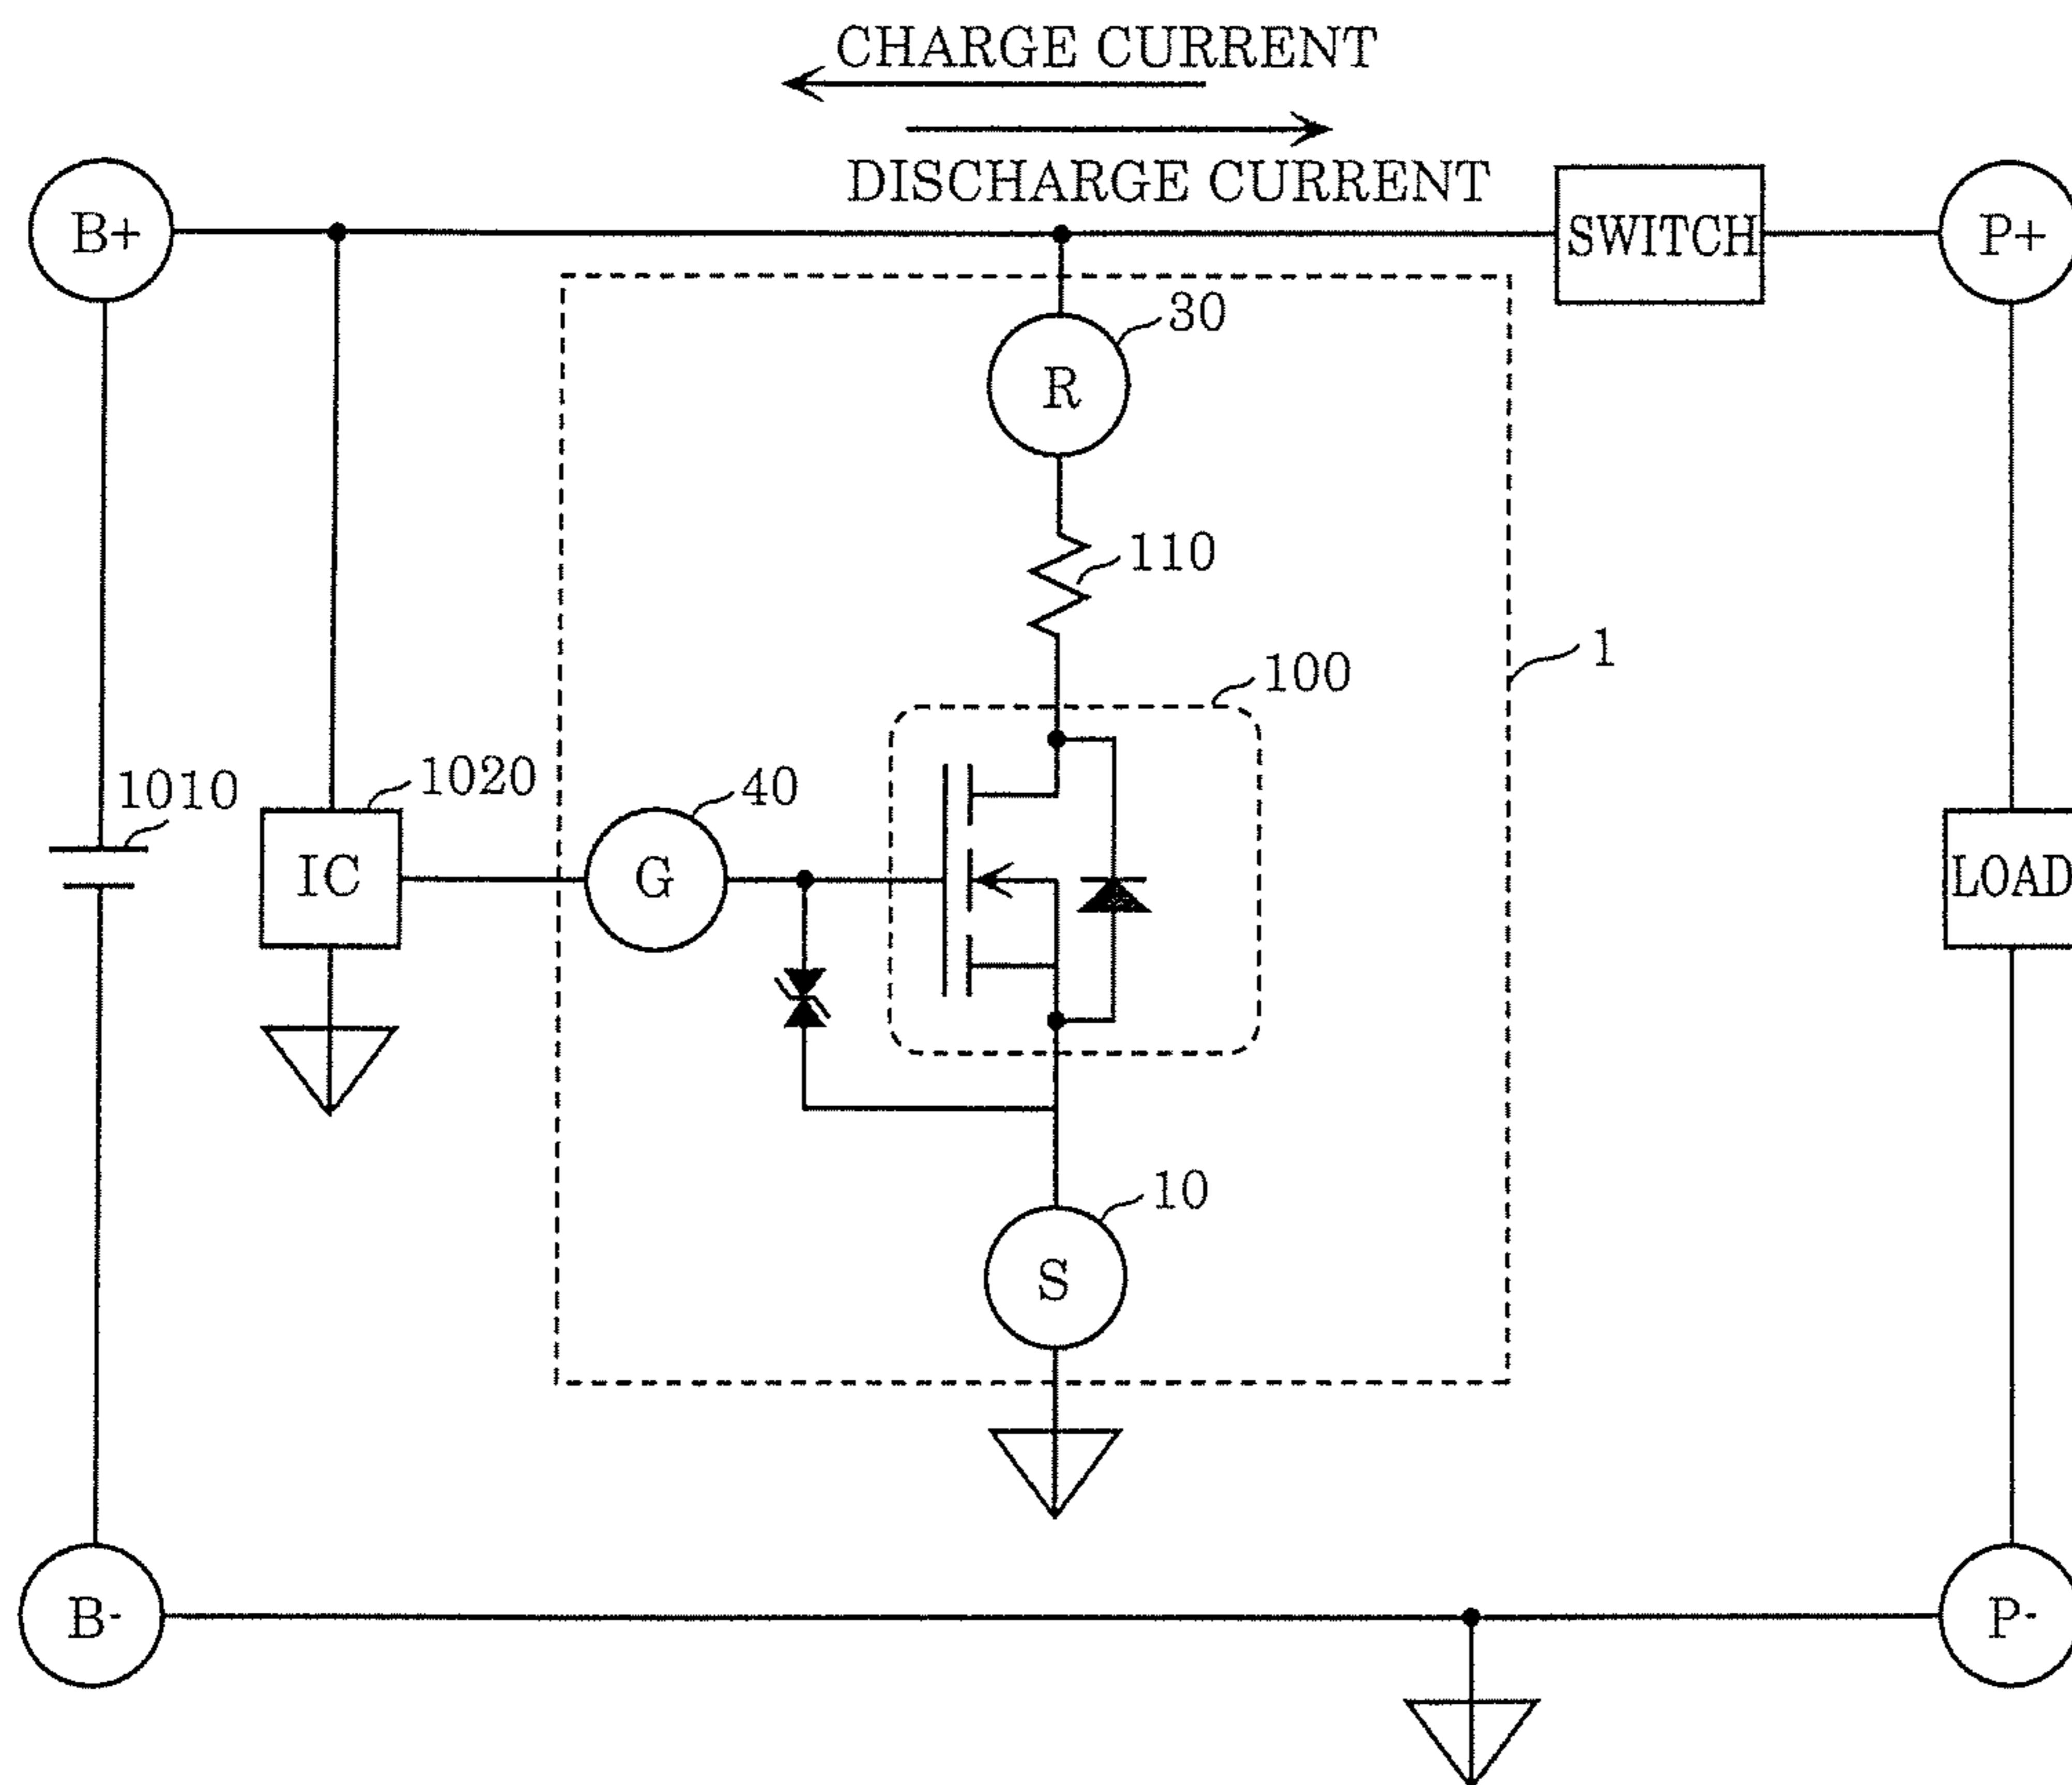 CHARGE CURRENT
DISCHARGE CURRENT
B+
SWITCH
P+
30
R
110
1
100
1010
1020
40
IC
G
LOAD
10
S
B-
P-